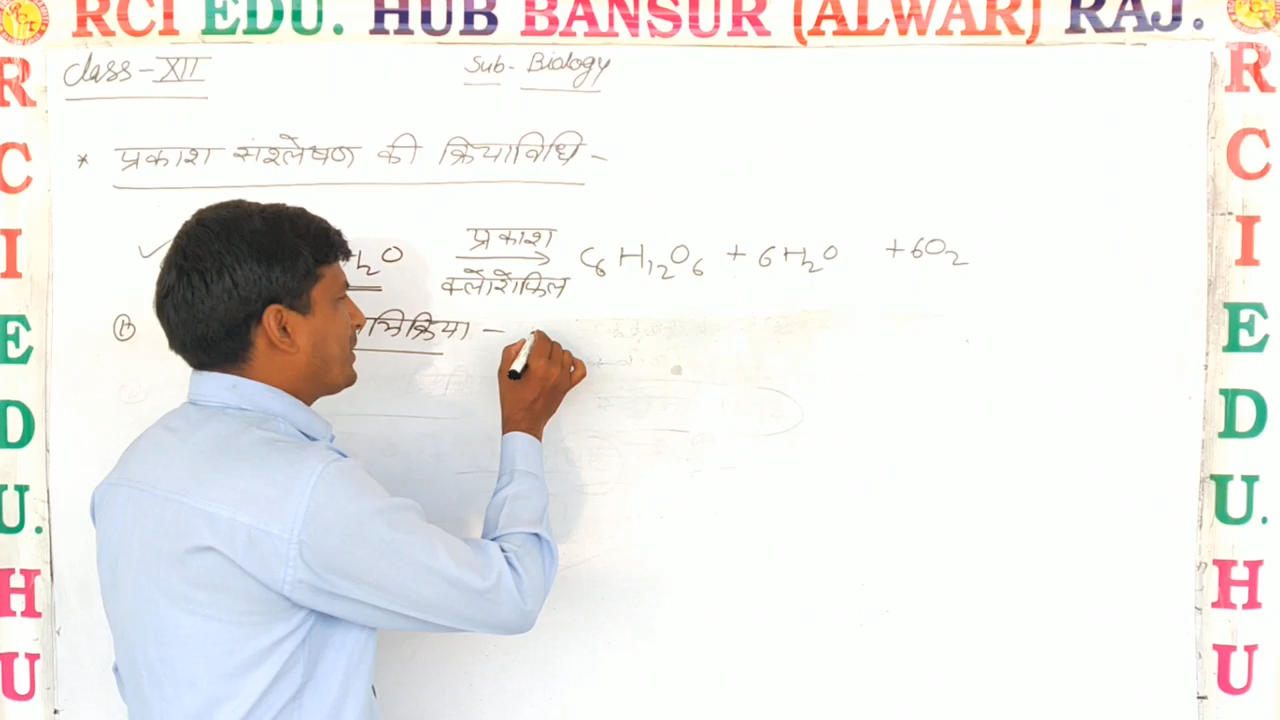 RCI EDU. HUB BANSUR (ALWAR) RAJ.
R
C
I
E
D
U.
H
U
Class - XII
Sub- Biology
* प्रकाश संश्लेषण की क्रियाविधि -
H₂O प्रकाश C₆H₁₂O₆ + 6H₂O + 6O₂
क्लोरोफिल
R
C
I
E
D
U.
H
U